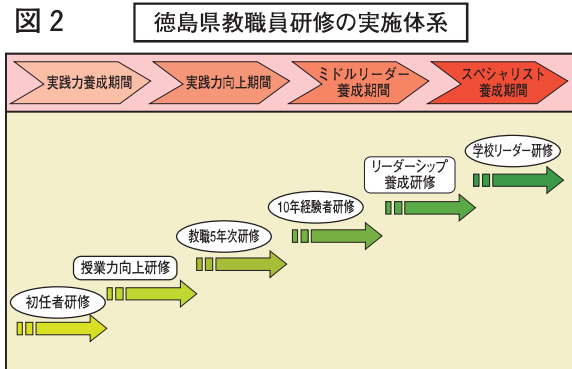 図2
徳島県教職員研修の実施体系
実践力養成期間
実践力向上期間
ミドルリーダー
養成期間
スペシャリスト
養成期間
学校リーダー研修
リーダーシップ
養成研修
10年経験者研修
教職5年次研修
授業力向上研修
初任者研修